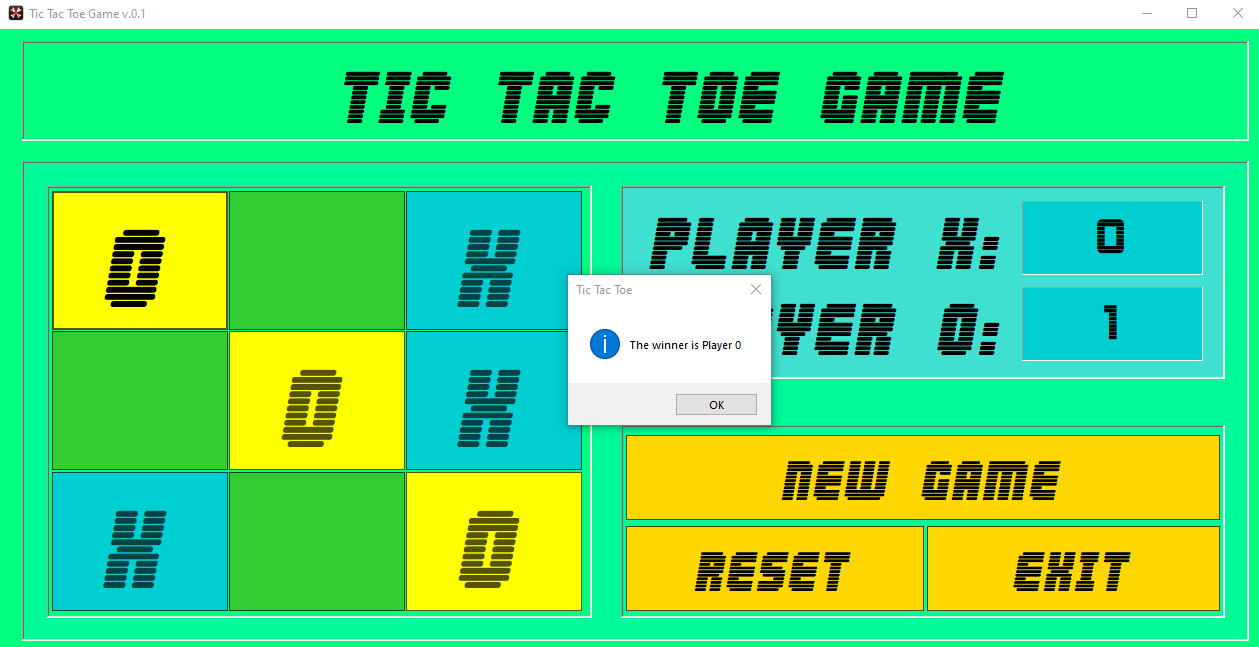 Tic Tac Toe Game v.0.1
TIC TAC TOE GAME
O X
O X
X O
PLAYER X: 0
YER O: 1
Tic Tac Toe
The winner is Player 0
OK
NEW GAME
RESET EXIT